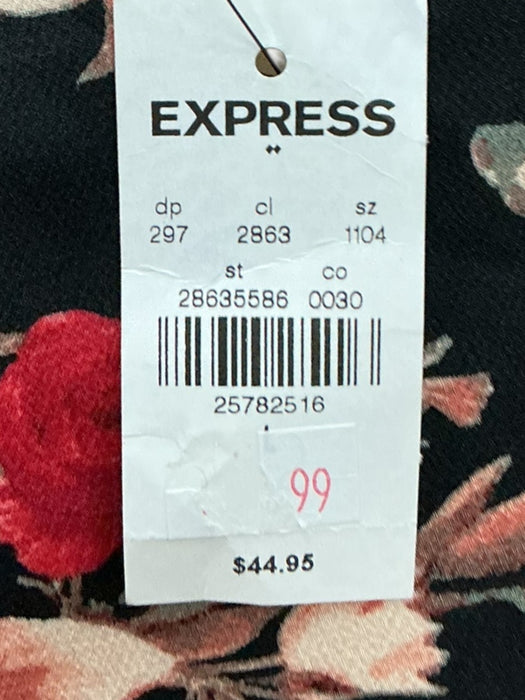 EXPRESS
dp cl sz
297 2863 1104
st co
28635586 0030
25782516
99
$44.95